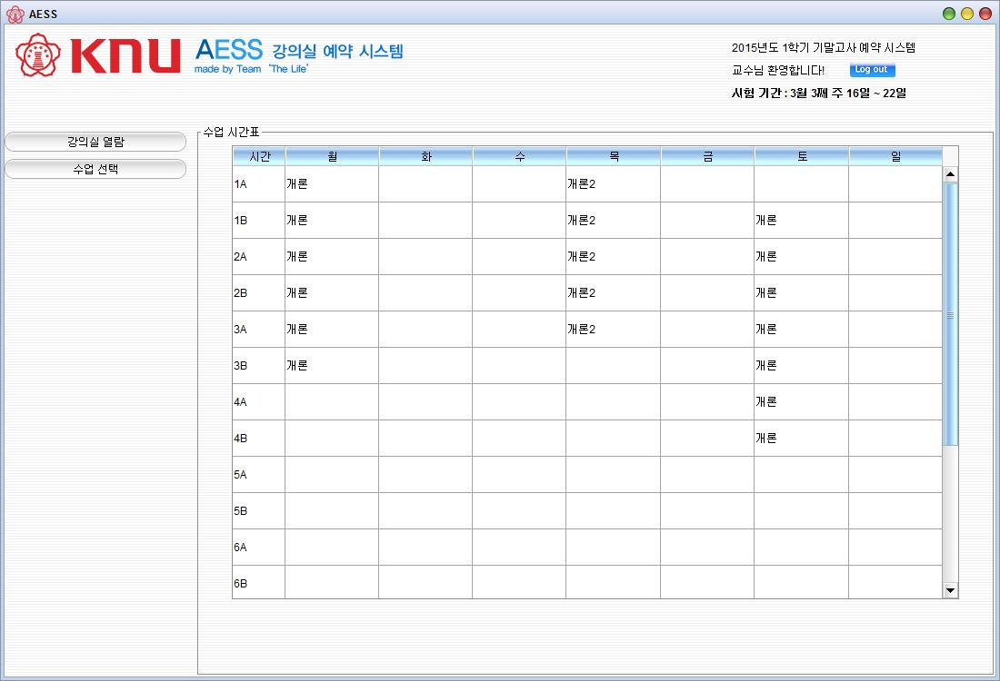 AESS
KNU
AESS 강의실 예약 시스템
made by Team 'The Life'
2015년도 1학기 기말고사 예약 시스템
교수님 환영합니다! Log out
시험 기간 : 3월 3째 주 16일 ~ 22일
강의실 열람
수업 선택
수업 시간표
시간 월 화 수 목 금 토 일
1A 개론 개론2
1B 개론 개론2 개론
2A 개론 개론2 개론
2B 개론 개론2 개론
3A 개론 개론2 개론
3B 개론 개론
4A 개론
4B 개론
5A
5B
6A
6B